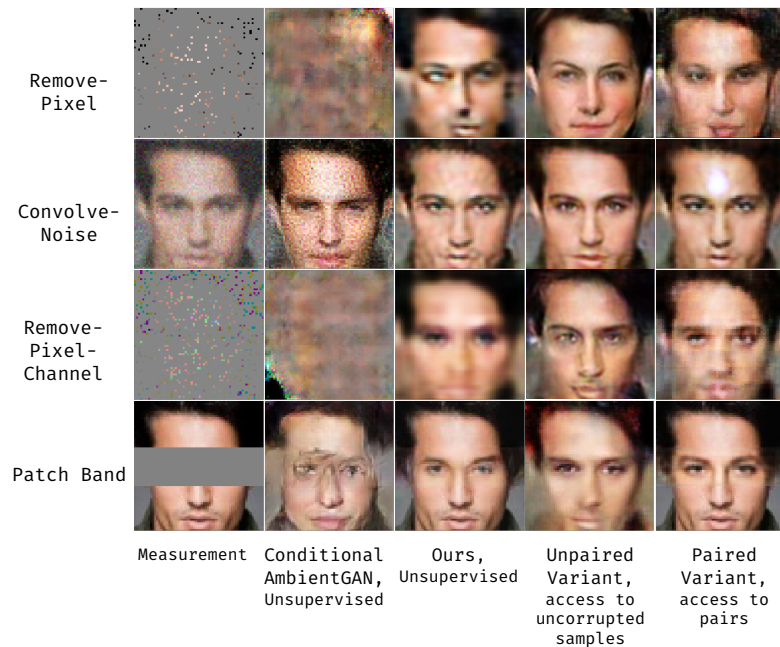 Remove-
Pixel
Convolve-
Noise
Remove-
Pixel-
Channel
Patch Band
Measurement
Conditional
AmbientGAN,
Unsupervised
Ours,
Unsupervised
Unpaired
Variant,
access to
uncorrupted
samples
Paired
Variant,
access to
pairs